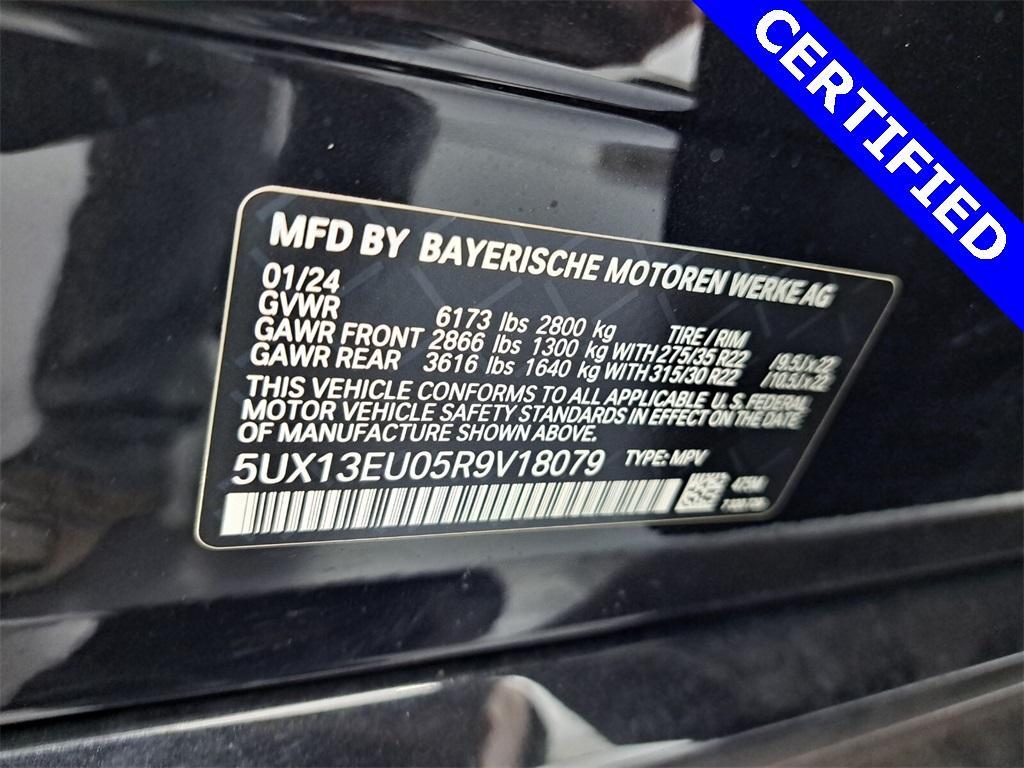 CERTIFIED
MFD BY BAYERISCHE MOTOREN WERKE AG
01/24
GVWR 6173 lbs 2800 kg TIRE / RIM
GAWR FRONT 2866 lbs 1300 kg WITH 275/35 R22 /9.5J x 22
GAWR REAR 3616 lbs 1640 kg WITH 315/30 R22 /10.5J x 22
THIS VEHICLE CONFORMS TO ALL APPLICABLE U.S. FEDERAL
MOTOR VEHICLE SAFETY STANDARDS IN EFFECT ON THE DATE
OF MANUFACTURE SHOWN ABOVE.
5UX13EU05R9V18079 TYPE: MPV
475M